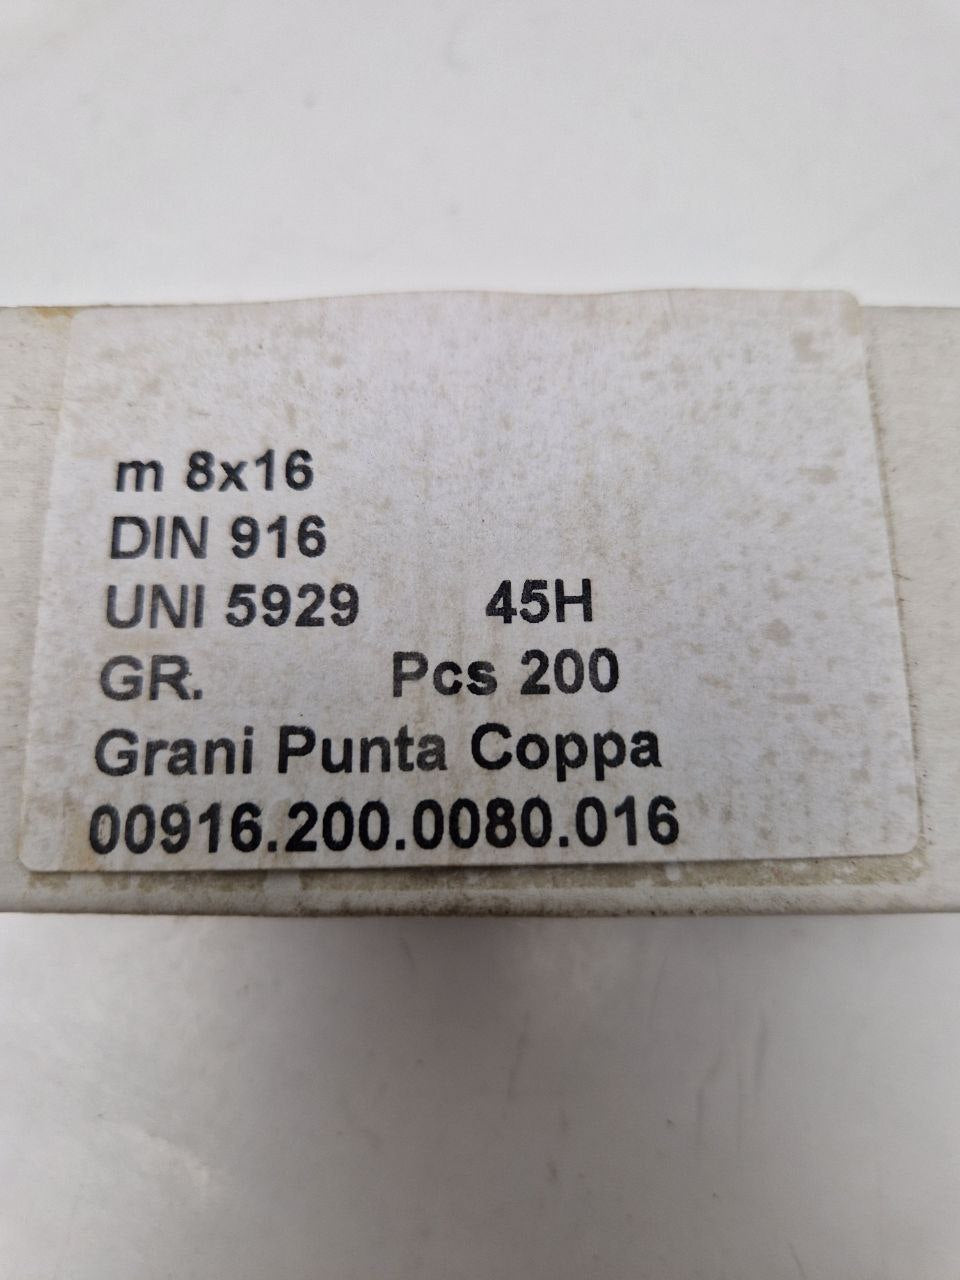 m 8x16
DIN 916
UNI 5929 45H
GR. Pcs 200
Grani Punta Coppa
00916.200.0080.016